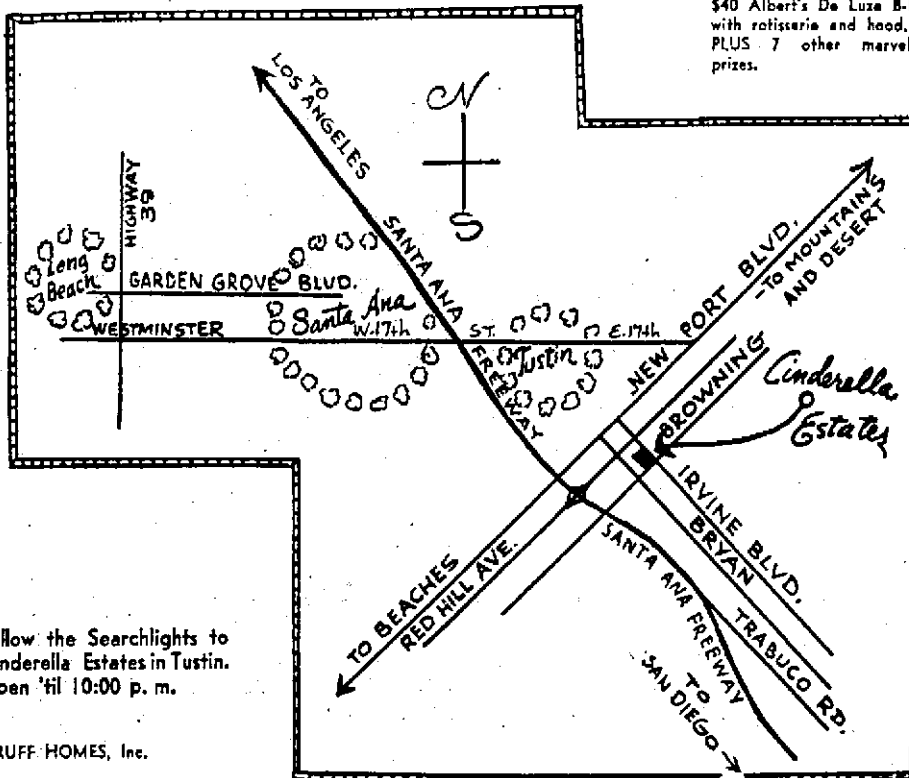 $40 Albert's De Luxe B-
with rotisserie and hood,
PLUS 7 other marvel
prizes.
TO
LOS ANGELES
N
S
HIGHWAY
39
Long
Beach
GARDEN GROVE BLVD.
Santa Ana
WESTMINSTER
W. 17th
ST.
E. 17th
Tustin
SANTA ANA
FREEWAY
NEW PORT BLVD.
-TO MOUNTAINS
AND DESERT
BROWNING
Cinderella
Estates
IRVINE BLVD.
BRYAN
TRABUCO RD.
SANTA ANA FREEWAY
TO BEACHES
RED HILL AVE.
TO
SAN DIEGO
llow the Searchlights to
nderella Estates in Tustin.
pen 'til 10:00 p. m.
RUFF HOMES, Inc.